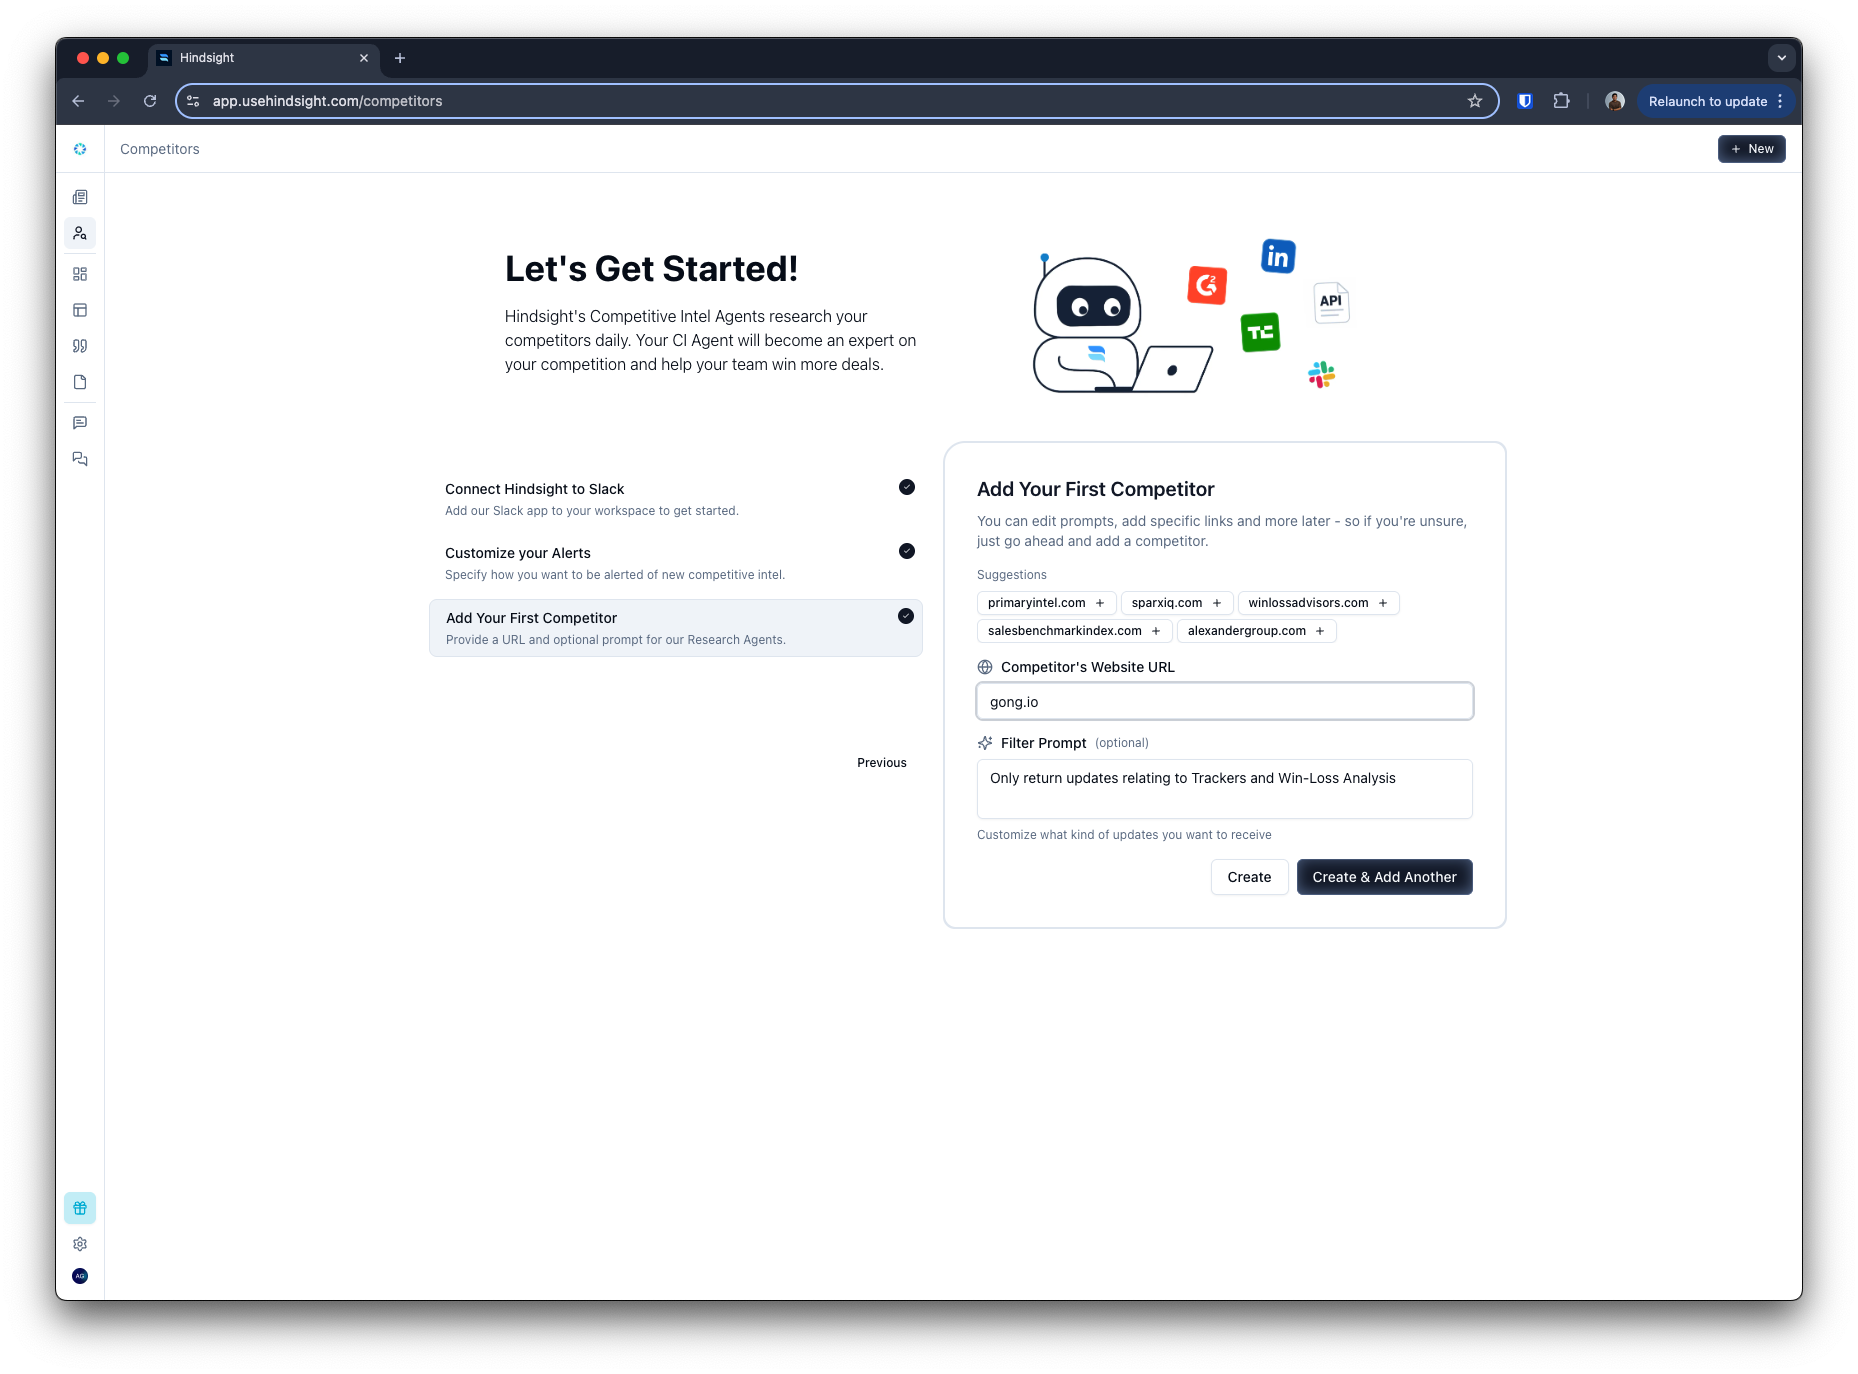 Hindsight
app.usehindsight.com/competitors
Relaunch to update
Competitors
New
Let's Get Started!
Hindsight's Competitive Intel Agents research your
competitors daily. Your CI Agent will become an expert on
your competition and help your team win more deals.
G2
in
API
TC
Connect Hindsight to Slack
Add our Slack app to your workspace to get started.
Customize your Alerts
Specify how you want to be alerted of new competitive intel.
Add Your First Competitor
Provide a URL and optional prompt for our Research Agents.
Previous
Add Your First Competitor
You can edit prompts, add specific links and more later - so if you're unsure,
just go ahead and add a competitor.
Suggestions
primaryintel.com + sparxiq.com + winlossadvisors.com +
salesbenchmarkindex.com + alexandergroup.com +
Competitor's Website URL
gong.io
Filter Prompt (optional)
Only return updates relating to Trackers and Win-Loss Analysis
Customize what kind of updates you want to receive
Create Create & Add Another
AG